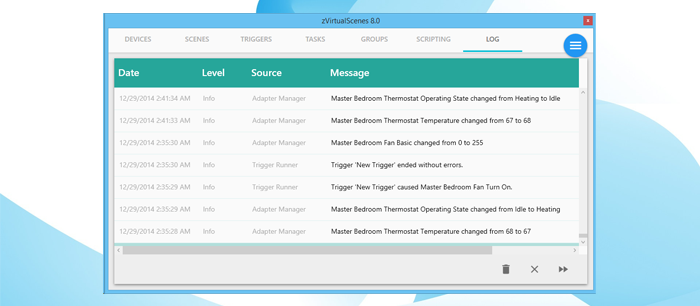 zVirtualScenes 8.0
DEVICES SCENES TRIGGERS TASKS GROUPS SCRIPTING LOG
Date Level Source Message
12/29/2014 2:41:34 AM Info Adapter Manager Master Bedroom Thermostat Operating State changed from Heating to Idle
12/29/2014 2:41:33 AM Info Adapter Manager Master Bedroom Thermostat Temperature changed from 67 to 68
12/29/2014 2:35:30 AM Info Adapter Manager Master Bedroom Fan Basic changed from 0 to 255
12/29/2014 2:35:30 AM Info Trigger Runner Trigger 'New Trigger' ended without errors.
12/29/2014 2:35:30 AM Info Trigger Runner Trigger 'New Trigger' caused Master Bedroom Fan Turn On.
12/29/2014 2:35:29 AM Info Adapter Manager Master Bedroom Thermostat Operating State changed from Idle to Heating
12/29/2014 2:35:28 AM Info Adapter Manager Master Bedroom Thermostat Temperature changed from 68 to 67